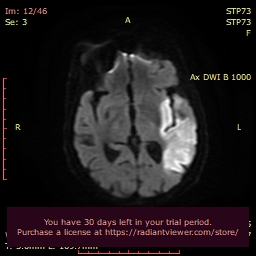 Im: 12/46
STP73
Se: 3
STP73
F
A
Ax DWI B 1000
R
L
You have 30 days left in your trial period.
Purchase a license at https://radiantviewer.com/store/